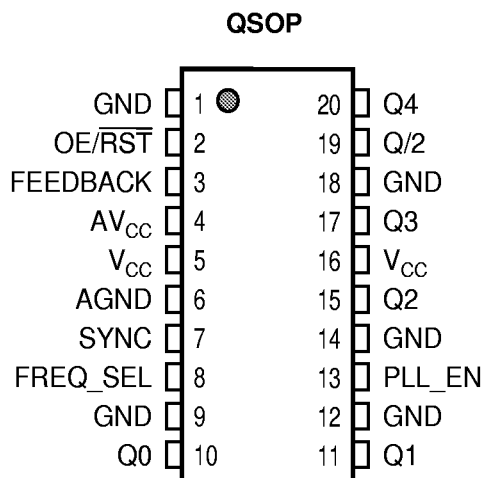 QSOP
GND 1 20 Q4
OE/R̅S̅T̅ 2 19 Q/2
FEEDBACK 3 18 GND
AVCC 4 17 Q3
VCC 5 16 VCC
AGND 6 15 Q2
SYNC 7 14 GND
FREQ_SEL 8 13 PLL_EN
GND 9 12 GND
Q0 10 11 Q1